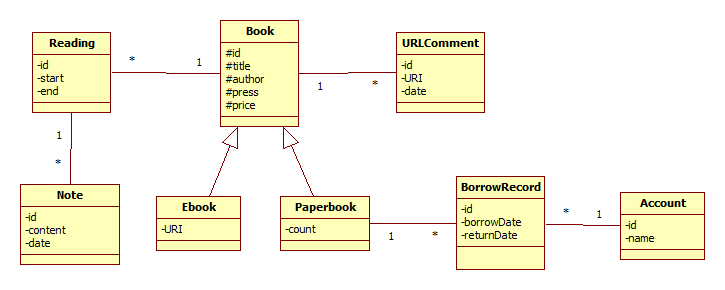 Reading
-id
-start
-end
*
1
Book
#id
#title
#author
#press
#price
1
*
URLComment
-id
-URI
-date
1
*
Note
-id
-content
-date
Ebook
-URI
Paperbook
-count
1
*
BorrowRecord
-id
-borrowDate
-returnDate
*
1
Account
-id
-name